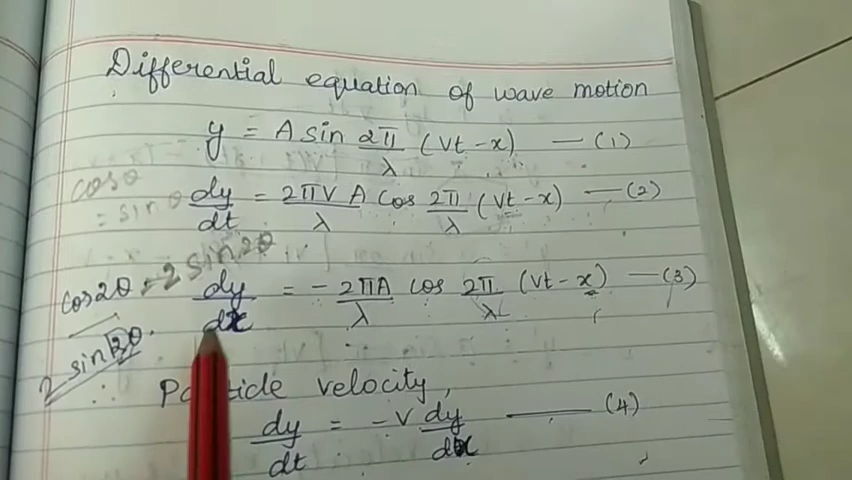 Differential equation of wave motion
y = A sin 2π/λ (Vt - x) — (1)
cosθ
= sinθ
dy/dt = 2πVA/λ cos 2π/λ (Vt - x) — (2)
cos2θ = 2 sin2θ
2 sin2θ.
dy/dx = - 2πA/λ cos 2π/λ (Vt - x) — (3)
Particle velocity,
dy/dt = -V dy/dx — (4)